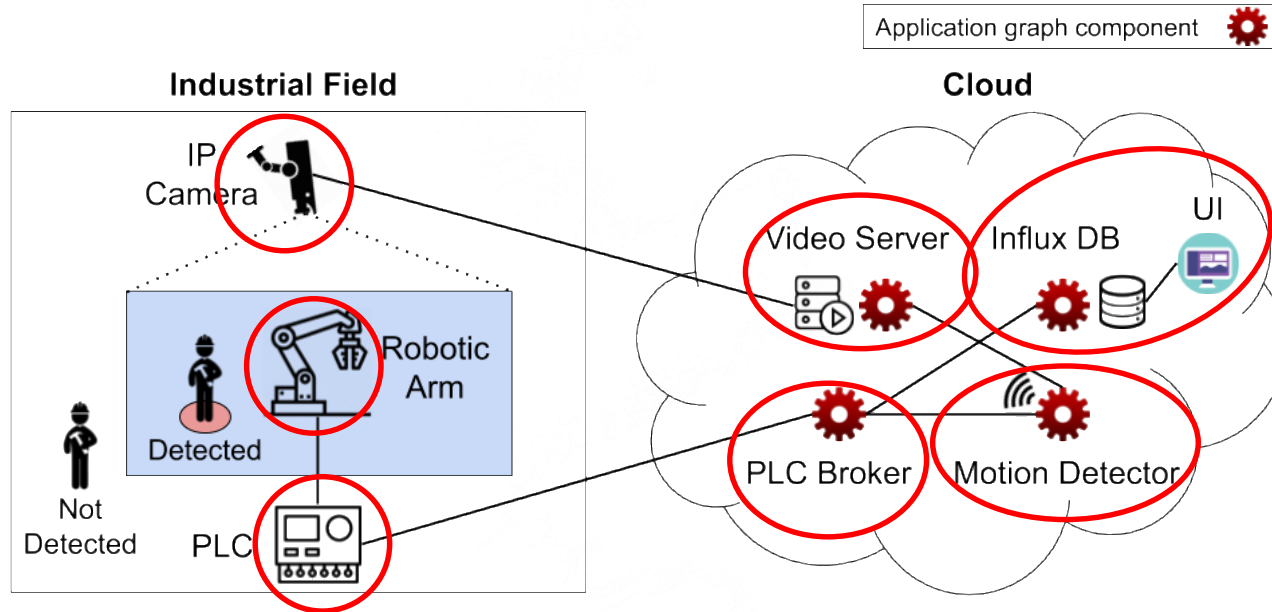 Application graph component
Industrial Field
Cloud
IP
Camera
UI
Video Server
Influx DB
Robotic
Arm
Detected
PLC Broker
Motion Detector
Not
Detected
PLC